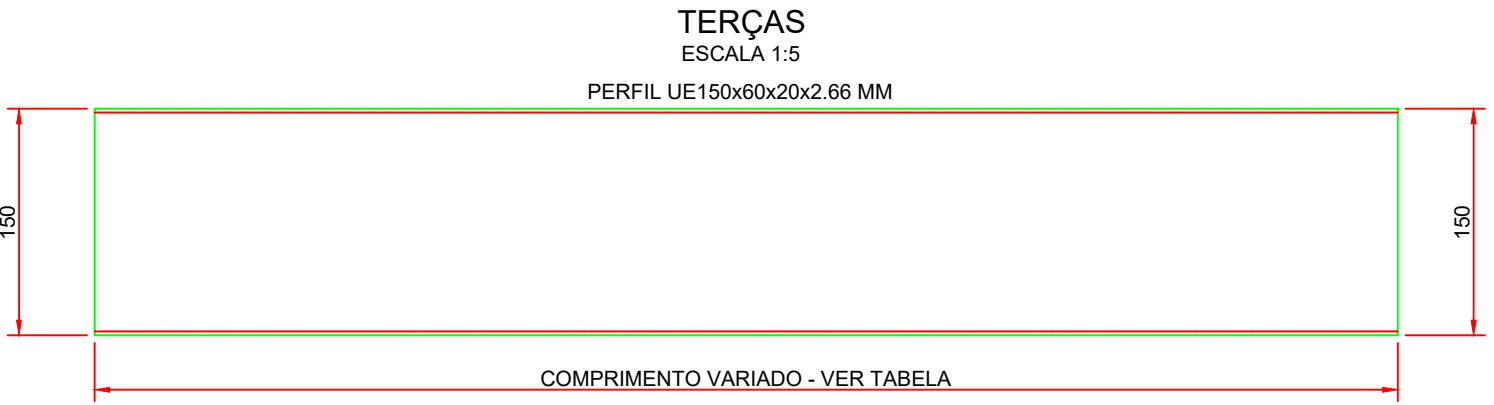 TERÇAS
ESCALA 1:5
PERFIL UE150x60x20x2.66 MM
150
150
COMPRIMENTO VARIADO - VER TABELA